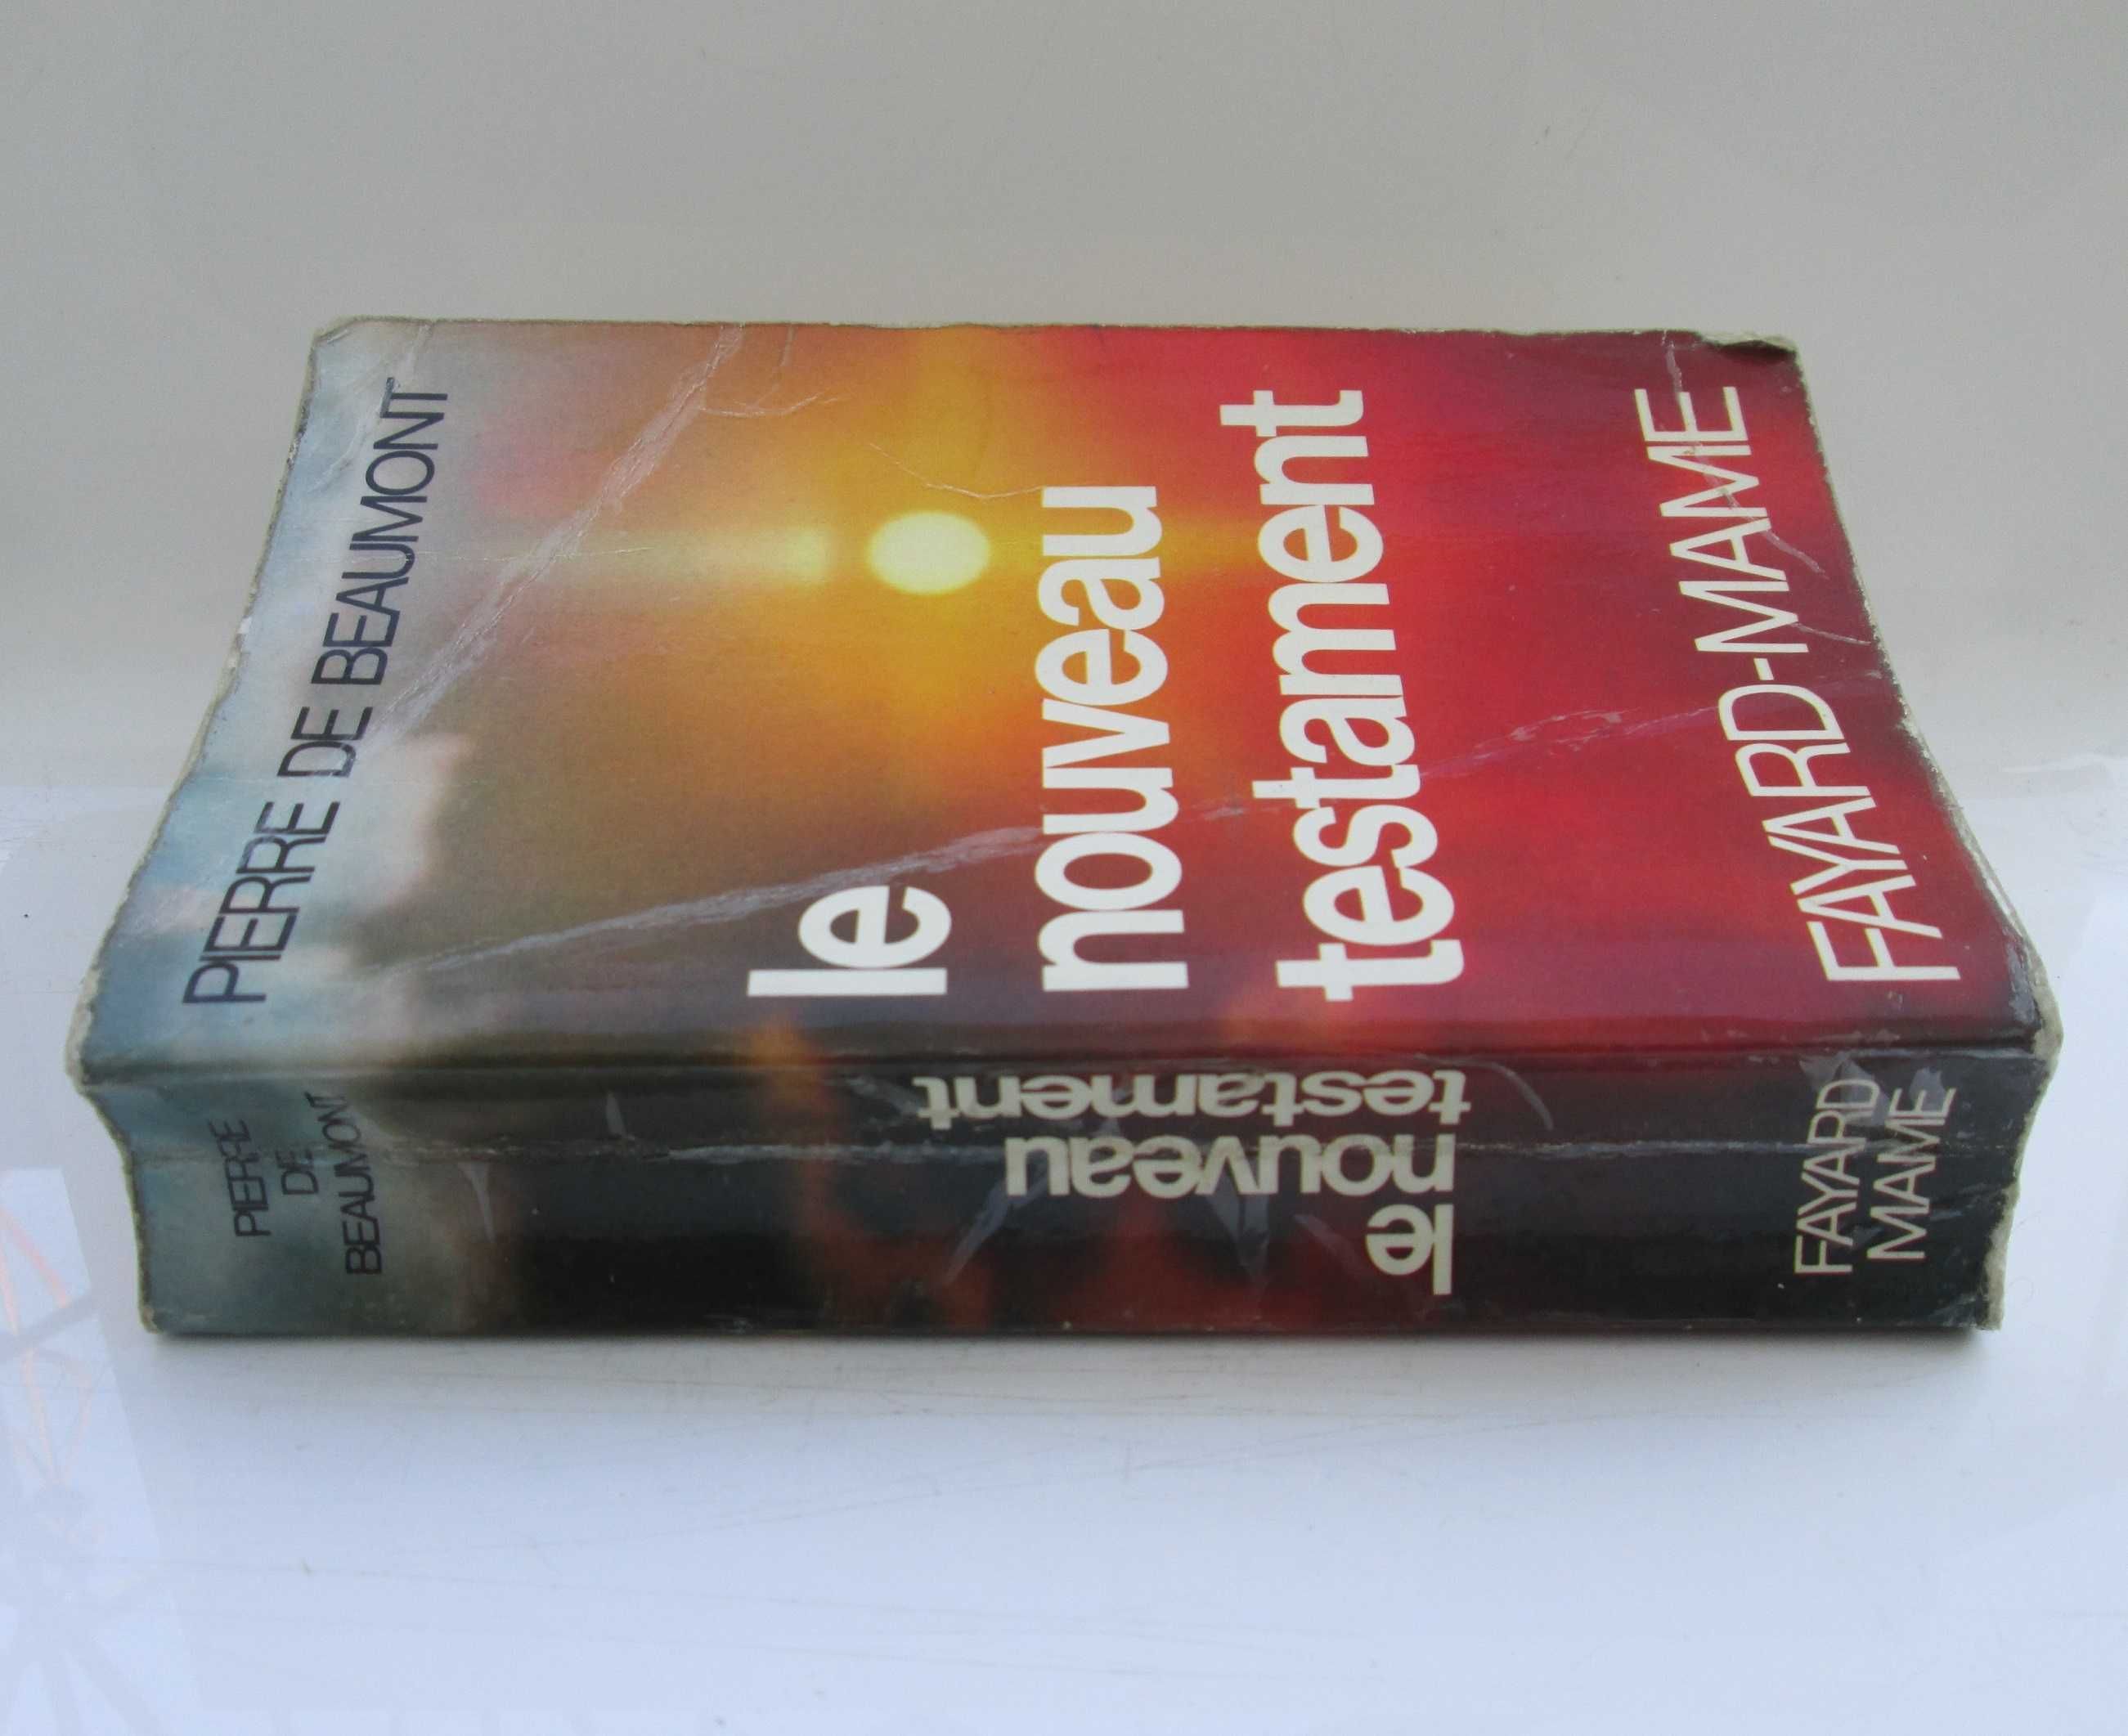 PIERRE DE BEAUMONT
le
nouveau
testament
FAYARD-MAME
PIERRE
DE
BEAUMONT
le
nouveau
testament
FAYARD
MAME